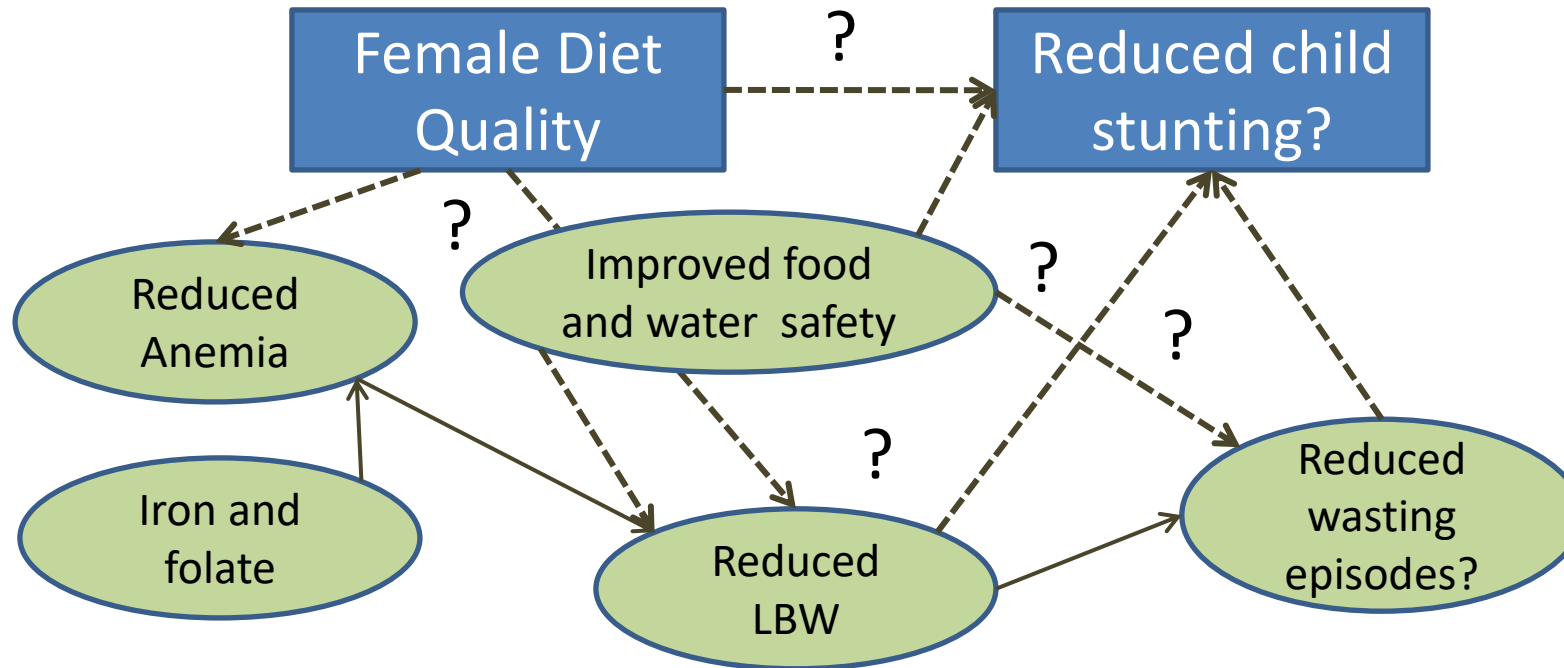 Female Diet
Quality
?
Reduced child
stunting?
?
Reduced
Anemia
Improved food
and water  safety
?
?
Iron and
folate
?
Reduced
LBW
Reduced
wasting
episodes?